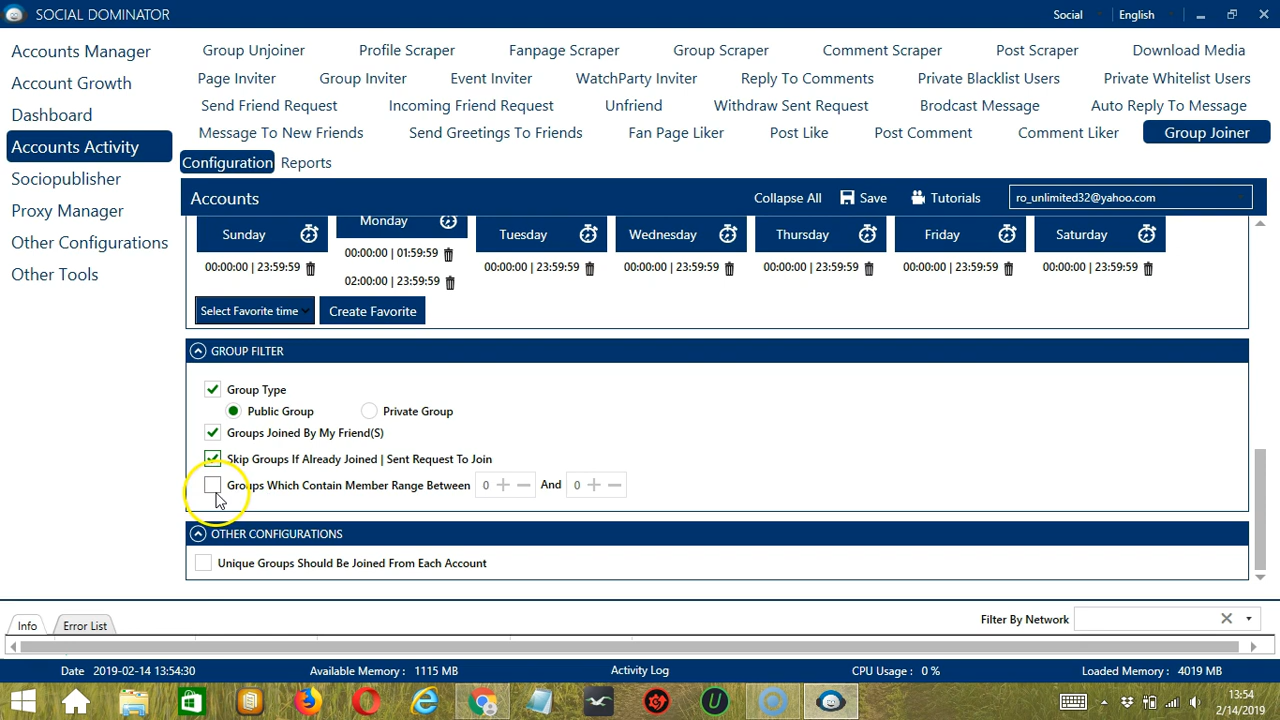 SOCIAL DOMINATOR
Social English
Accounts Manager
Account Growth
Dashboard
Accounts Activity
Sociopublisher
Proxy Manager
Other Configurations
Other Tools
Group Unjoiner Profile Scraper Fanpage Scraper Group Scraper Comment Scraper Post Scraper Download Media
Page Inviter Group Inviter Event Inviter WatchParty Inviter Reply To Comments Private Blacklist Users Private Whitelist Users
Send Friend Request Incoming Friend Request Unfriend Withdraw Sent Request Brodcast Message Auto Reply To Message
Message To New Friends Send Greetings To Friends Fan Page Liker Post Like Post Comment Comment Liker Group Joiner
Configuration Reports
Accounts Collapse All Save Tutorials ro_unlimited32@yahoo.com
Sunday Monday Tuesday Wednesday Thursday Friday Saturday
00:00:00 | 23:59:59 00:00:00 | 01:59:59 00:00:00 | 23:59:59 00:00:00 | 23:59:59 00:00:00 | 23:59:59 00:00:00 | 23:59:59 00:00:00 | 23:59:59
02:00:00 | 23:59:59
Select Favorite time Create Favorite
GROUP FILTER
Group Type
Public Group Private Group
Groups Joined By My Friend(S)
Skip Groups If Already Joined | Sent Request To Join
Groups Which Contain Member Range Between 0 And 0
OTHER CONFIGURATIONS
Unique Groups Should Be Joined From Each Account
Info Error List Filter By Network
Date 2019-02-14 13:54:30 Available Memory : 1115 MB Activity Log CPU Usage : 0 % Loaded Memory : 4019 MB
13:54
2/14/2019